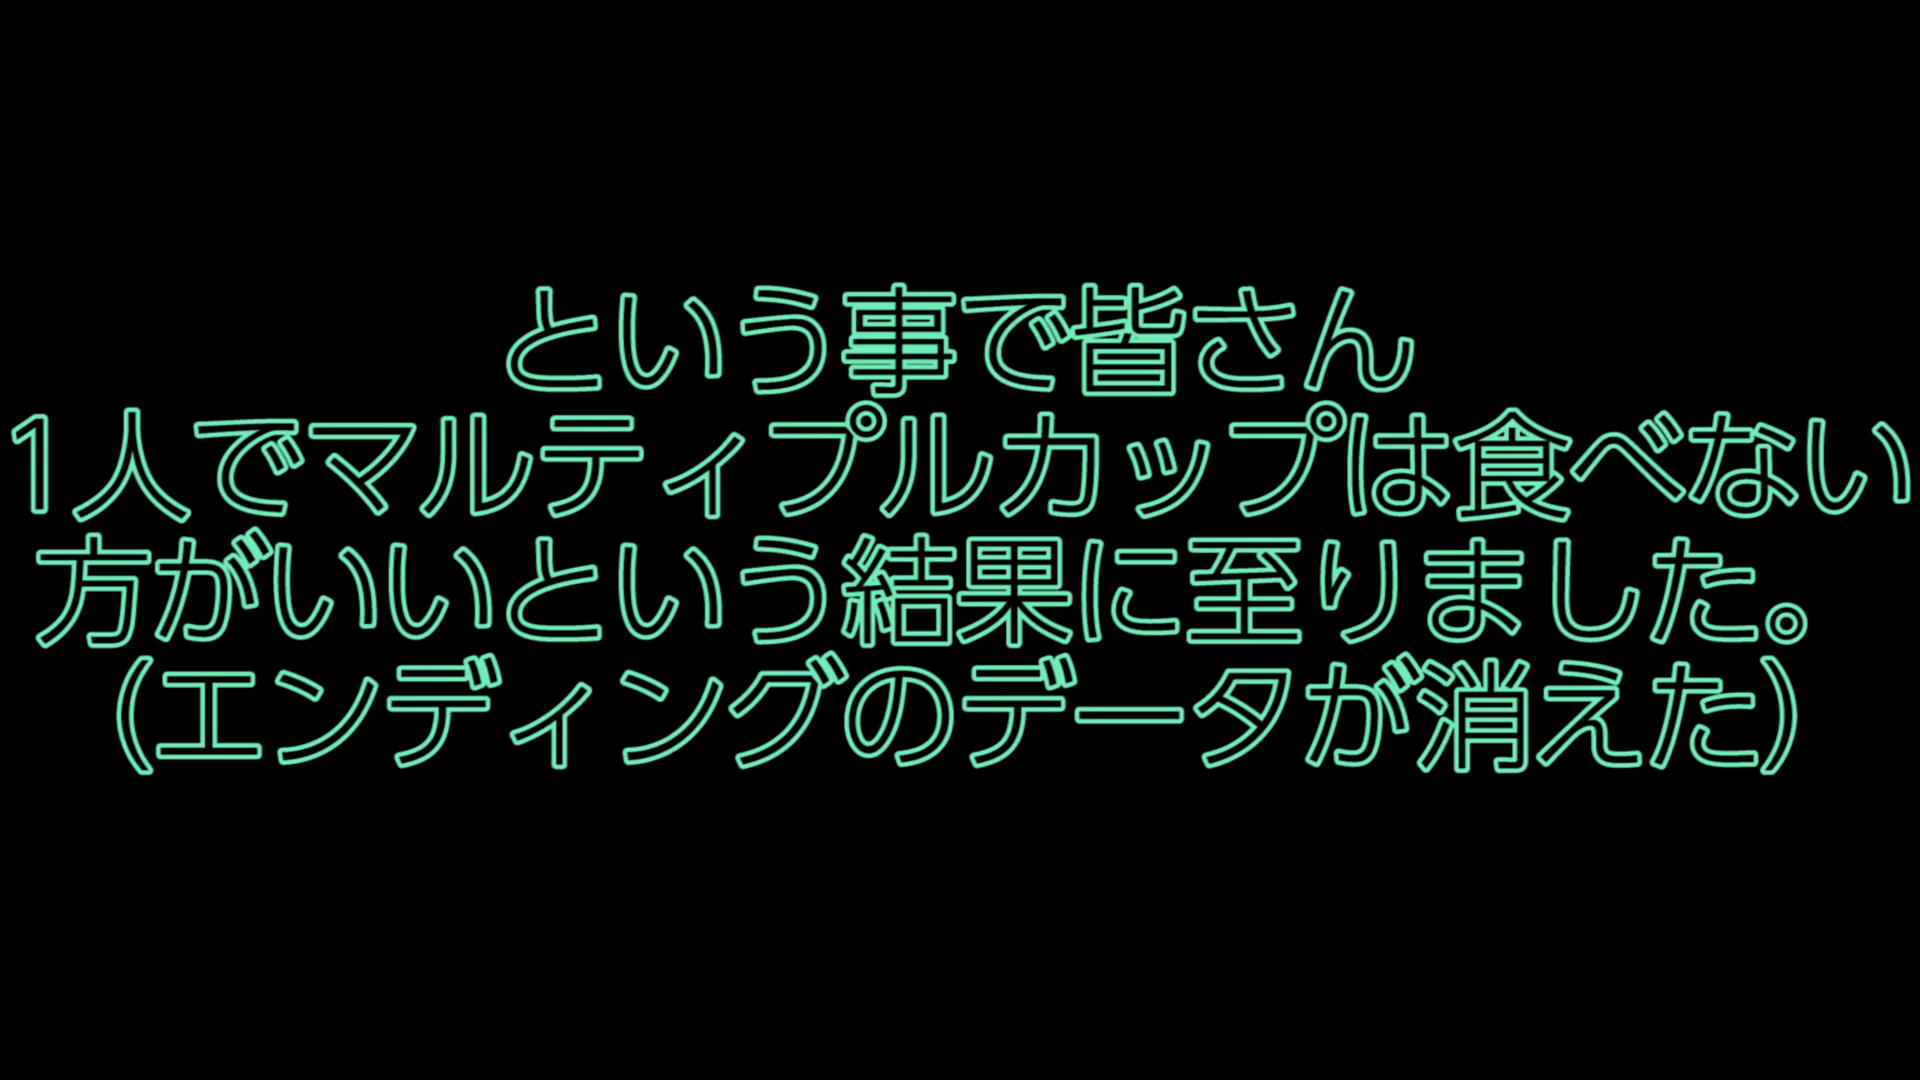 という事で皆さん
1人でマルティプルカップは食べない
方がいいという結果に至りました。
(エンディングのデータが消えた)